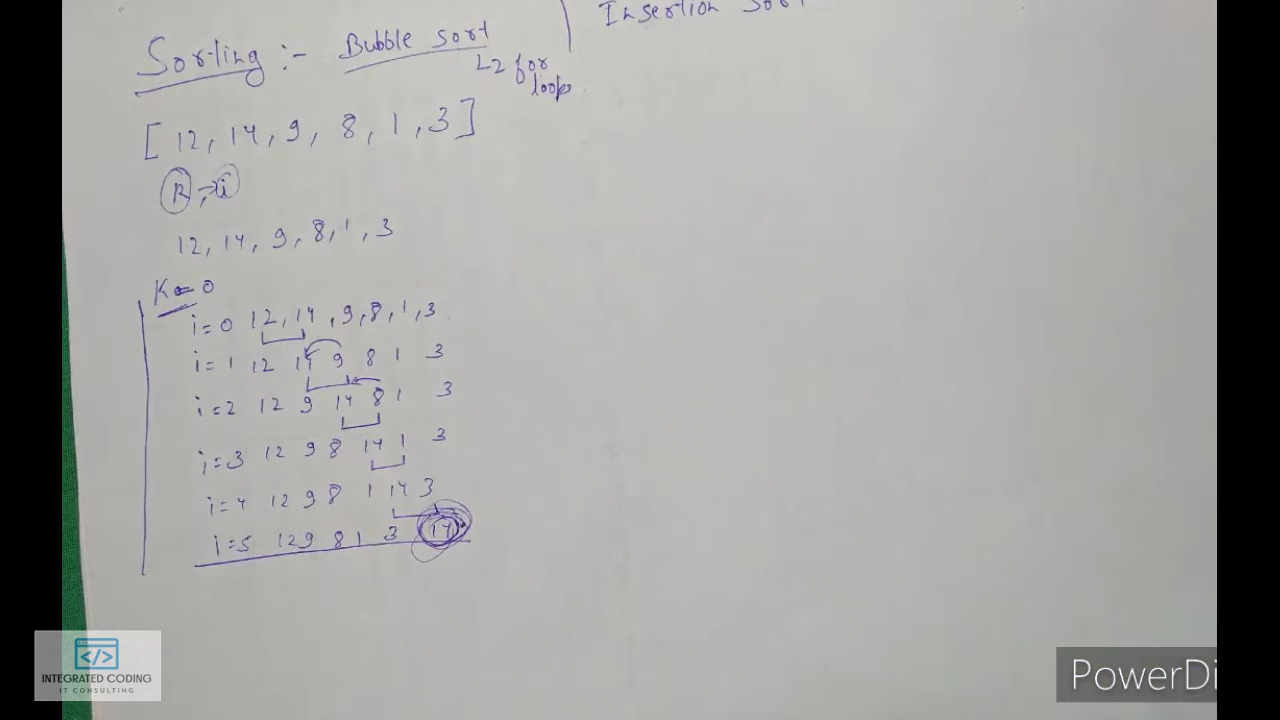 Sorting :- Bubble sort
L2 for
loops
Insertion Sort
[ 12, 14, 9, 8, 1, 3 ]
12, 14, 9, 8, 1, 3
K = 0
i = 0 12, 14, 9, 8, 1, 3
i = 1 12 14 9 8 1 3
i = 2 12 9 14 8 1 3
i = 3 12 9 8 14 1 3
i = 4 12 9 8 1 14 3
i = 5 12 9 8 1 3 14
</>
INTEGRATED CODING
IT CONSULTING
PowerDi